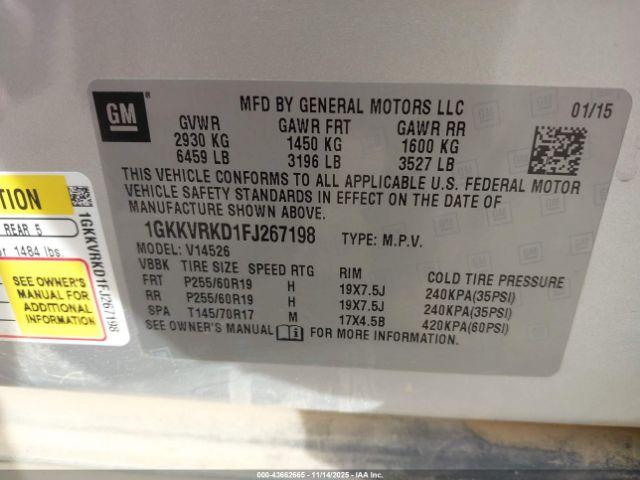 GM
MFD BY GENERAL MOTORS LLC 01/15
GVWR GAWR FRT GAWR RR
2930 KG 1450 KG 1600 KG
6459 LB 3196 LB 3527 LB
THIS VEHICLE CONFORMS TO ALL APPLICABLE U.S. FEDERAL MOTOR
VEHICLE SAFETY STANDARDS IN EFFECT ON THE DATE OF
MANUFACTURE SHOWN ABOVE.
1GKKVRKD1FJ267198 TYPE: M.P.V.
MODEL: V14526
VBBK TIRE SIZE SPEED RTG RIM COLD TIRE PRESSURE
FRT P255/60R19 H 19X7.5J 240KPA(35PSI)
RR P255/60R19 H 19X7.5J 240KPA(35PSI)
SPA T145/70R17 M 17X4.5B 420KPA(60PSI)
SEE OWNER'S MANUAL FOR MORE INFORMATION.
REAR 5
1484 lbs.
SEE OWNER'S
MANUAL FOR
ADDITIONAL
INFORMATION
1GKKVRKD1FJ267198
000-43662665 - 11/14/2025 - IAA Inc.